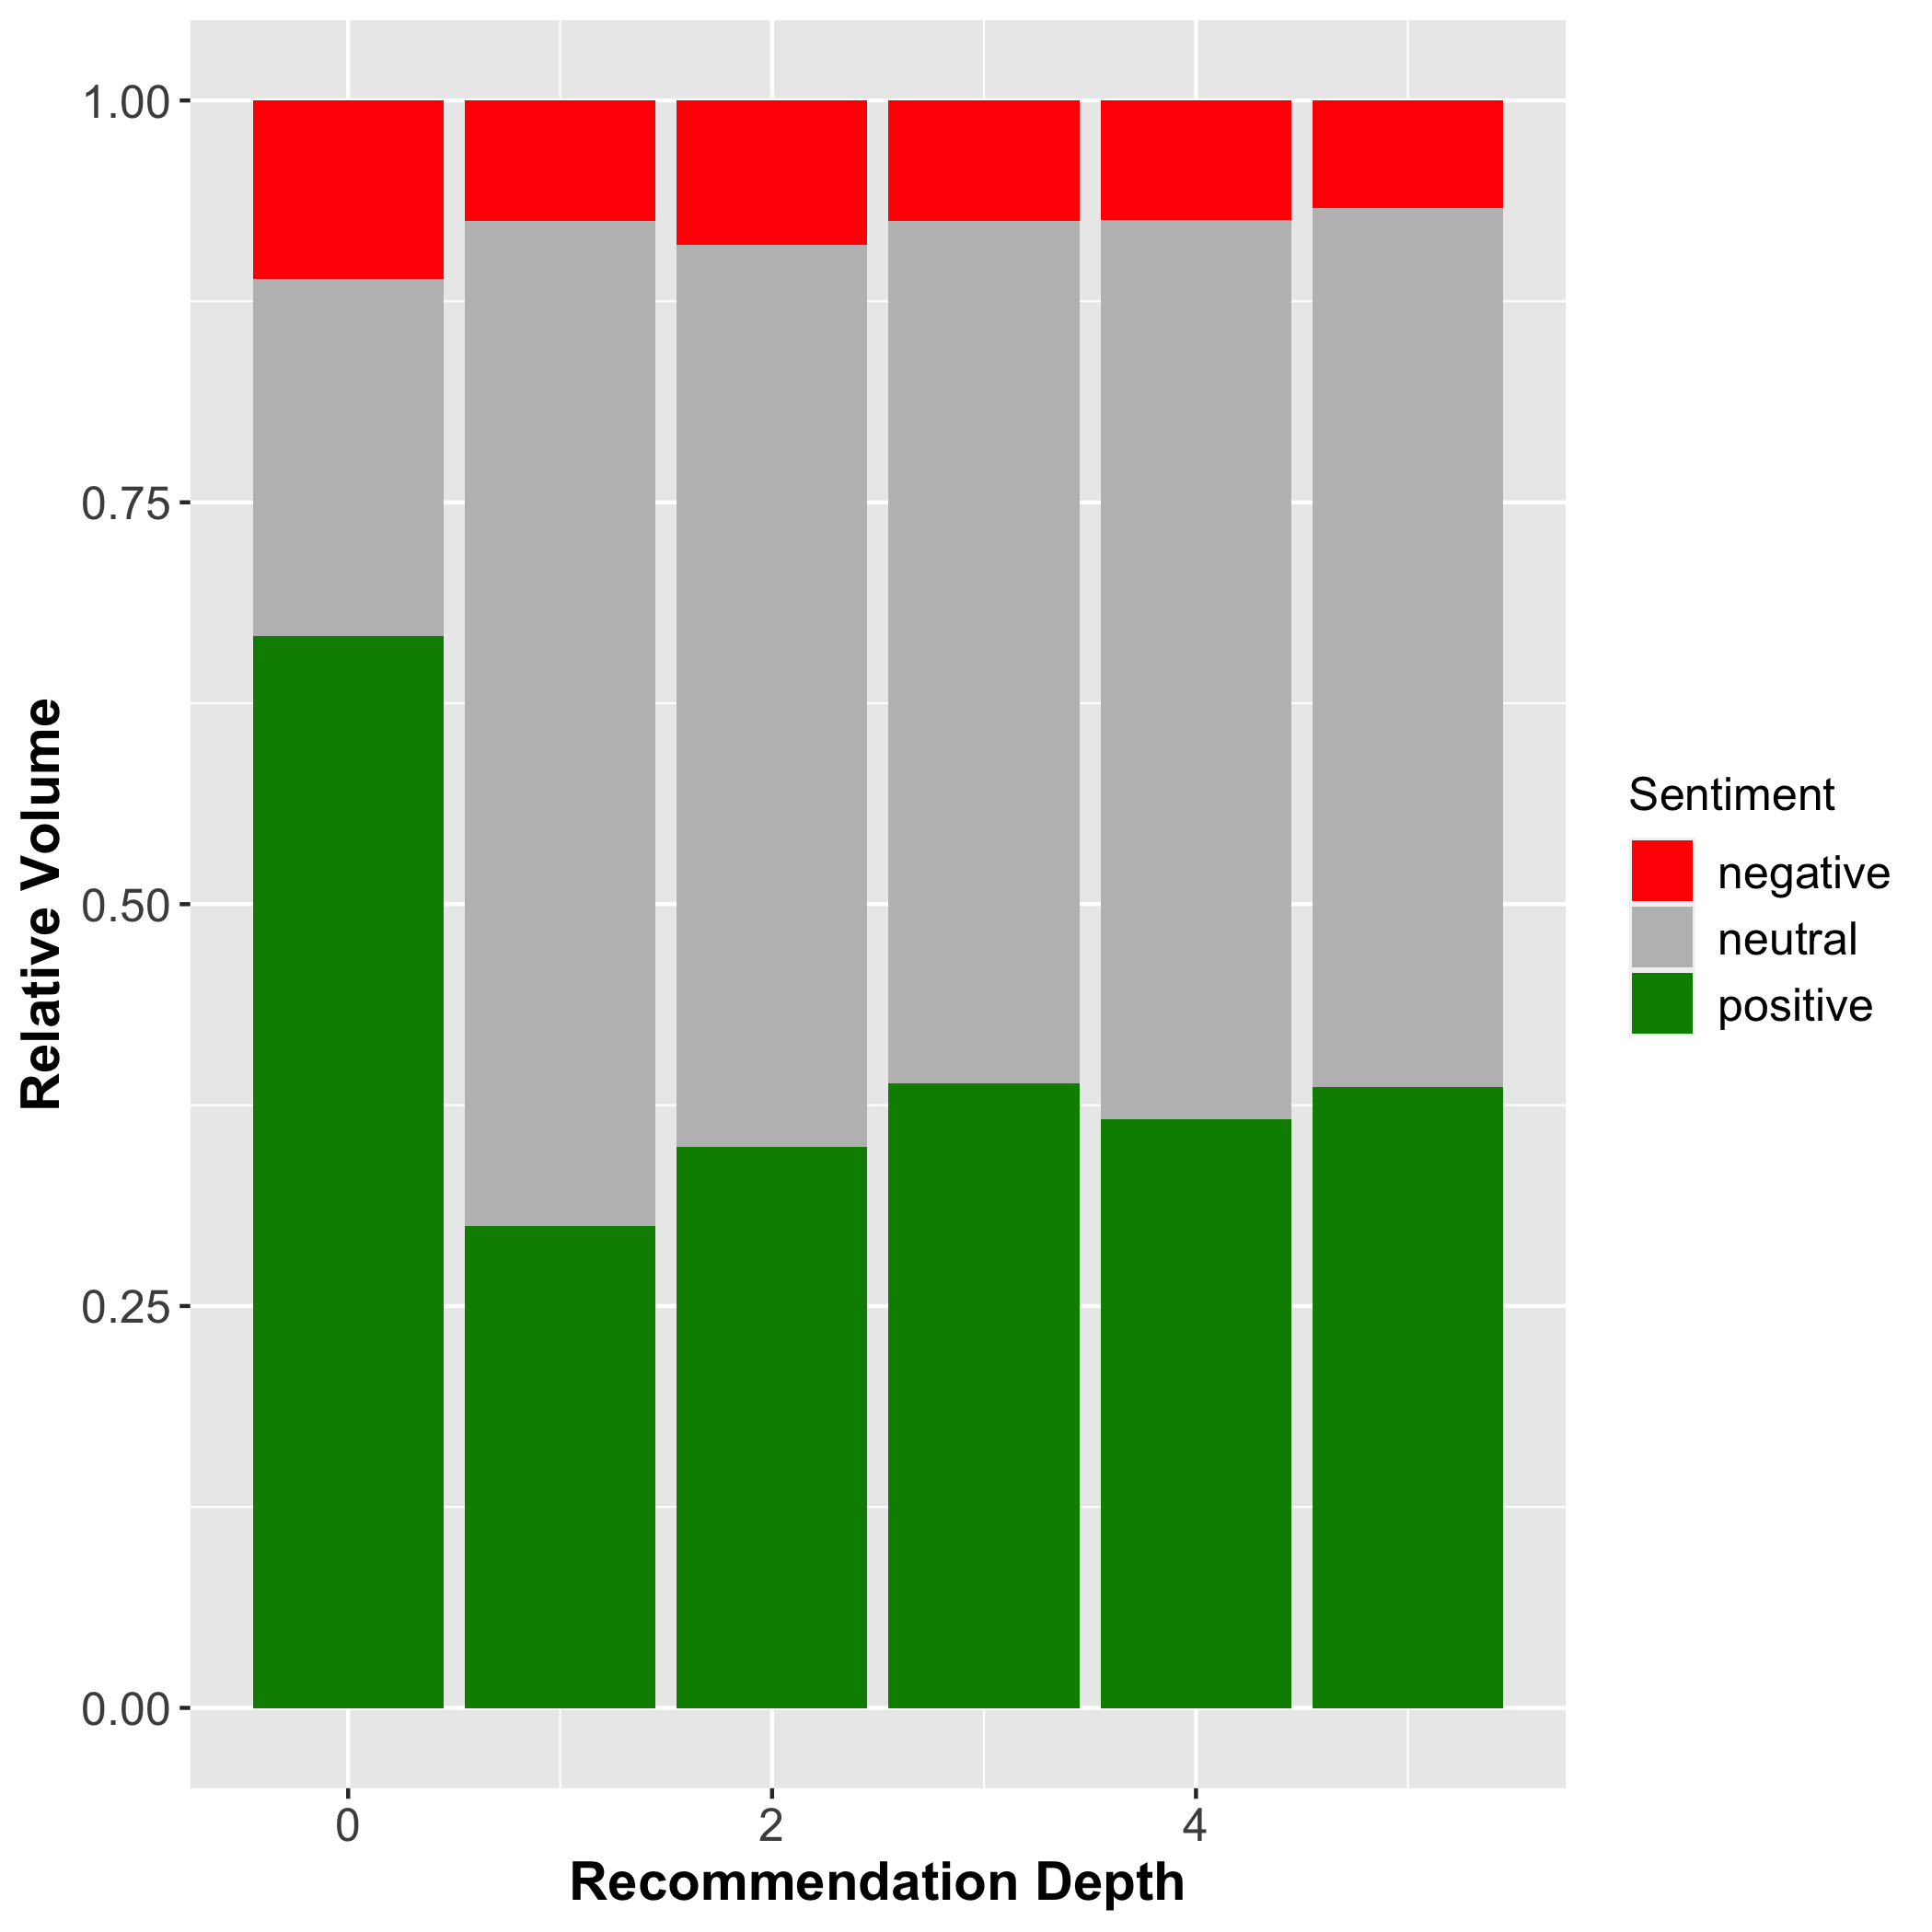 1.00
0.75
0.50
0.25
0.00
Relative Volume
0
2
4
Recommendation Depth
Sentiment
negative
neutral
positive